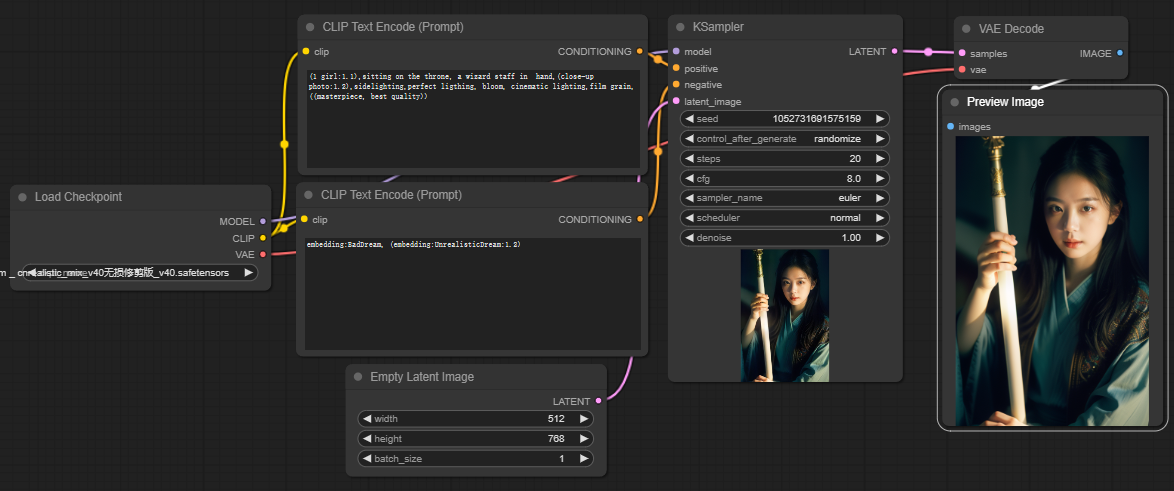 Load Checkpoint
MODEL
CLIP
VAE
realistic_mix_v40无损修剪版_v40.safetensors
CLIP Text Encode (Prompt)
clip
CONDITIONING
(1 girl:1.1),sitting on the throne, a wizard staff in hand,(close-up
photo:1.2),sidelighting,perfect ligthing, bloom, cinematic lighting,film grain,
((masterpiece, best quality))
CLIP Text Encode (Prompt)
clip
CONDITIONING
embedding:BadDream, (embedding:UnrealisticDream:1.2)
Empty Latent Image
LATENT
width 512
height 768
batch_size 1
KSampler
model
LATENT
positive
negative
latent_image
seed 1052731691575159
control_after_generate randomize
steps 20
cfg 8.0
sampler_name euler
scheduler normal
denoise 1.00
VAE Decode
samples
IMAGE
vae
Preview Image
images